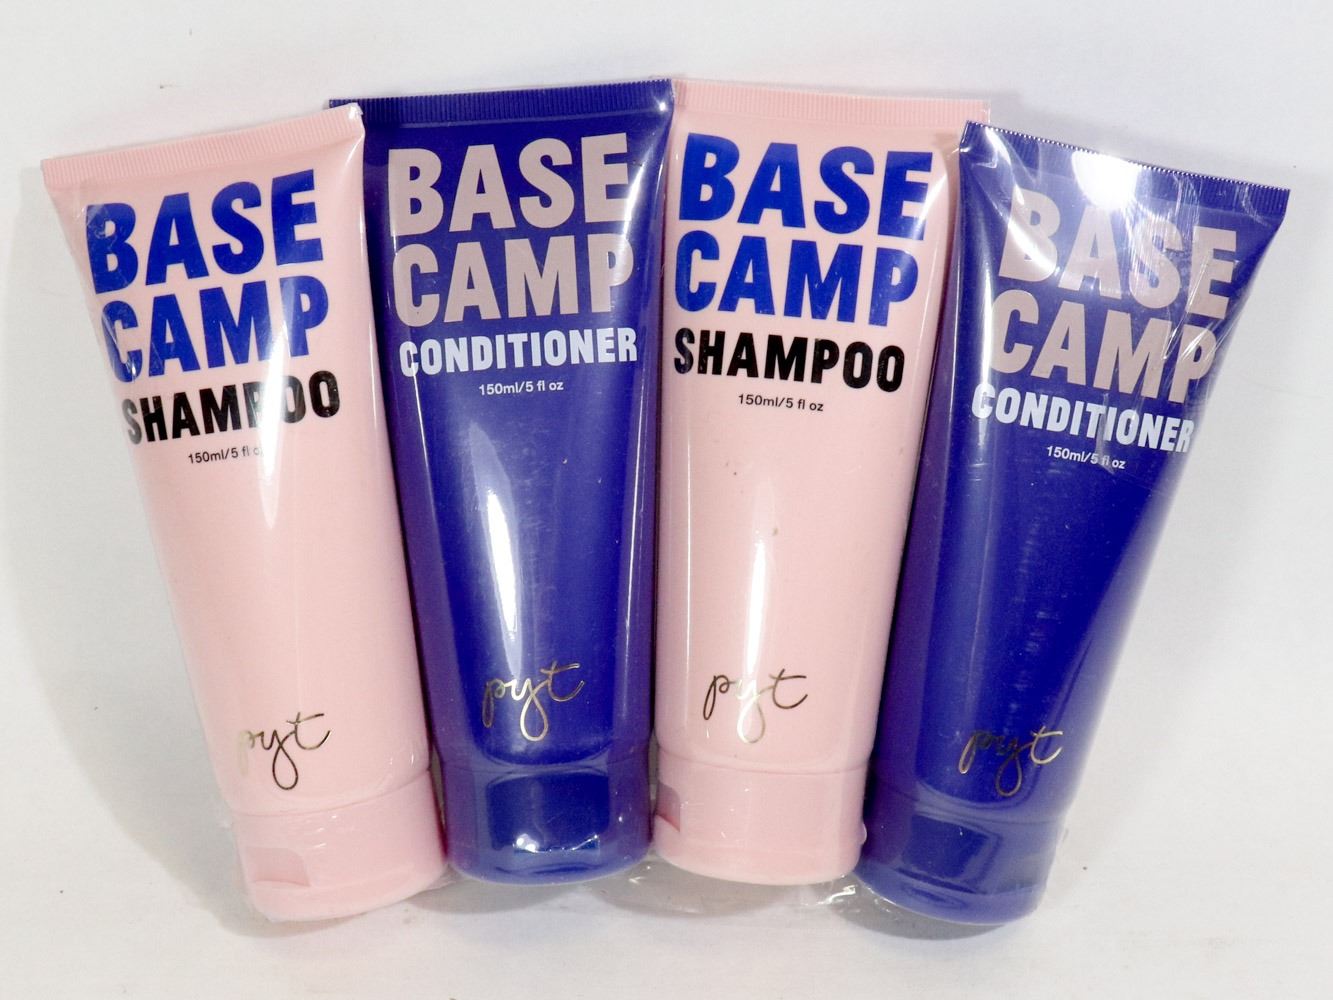 BASE
CAMP
SHAMPOO
150ml/5 fl oz
pyt
BASE
CAMP
CONDITIONER
150ml/5 fl oz
pyt
BASE
CAMP
SHAMPOO
150ml/5 fl oz
pyt
BASE
CAMP
CONDITIONER
150ml/5 fl oz
pyt